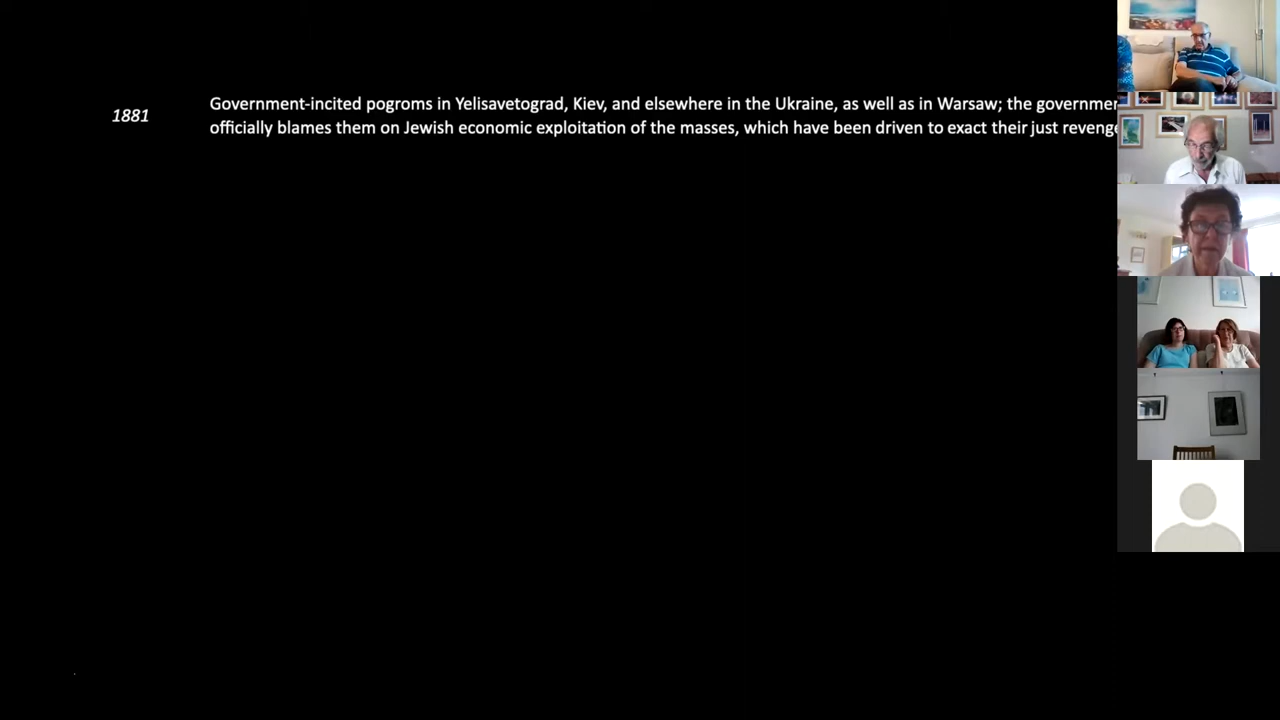 1881
Government-incited pogroms in Yelisavetograd, Kiev, and elsewhere in the Ukraine, as well as in Warsaw; the governmen
officially blames them on Jewish economic exploitation of the masses, which have been driven to exact their just revenge